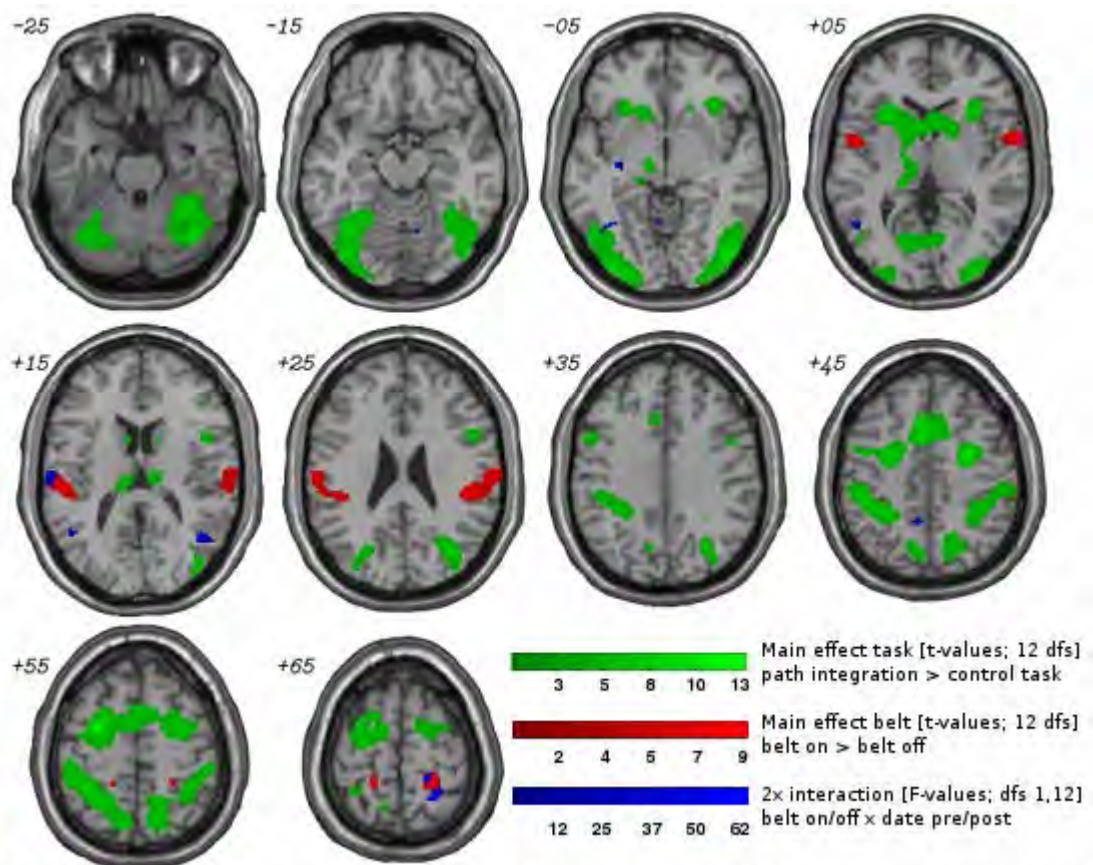 -25
-15
-05
+05
+15
+25
+35
+45
+55
+65
Main effect task [t-values; 12 dfs]
path integration > control task
3 5 8 10 13
Main effect belt [t-values; 12 dfs]
belt on > belt off
2 4 5 7 9
2x interaction [F-values; dfs 1,12]
belt on/off x date pre/post
12 25 37 50 62